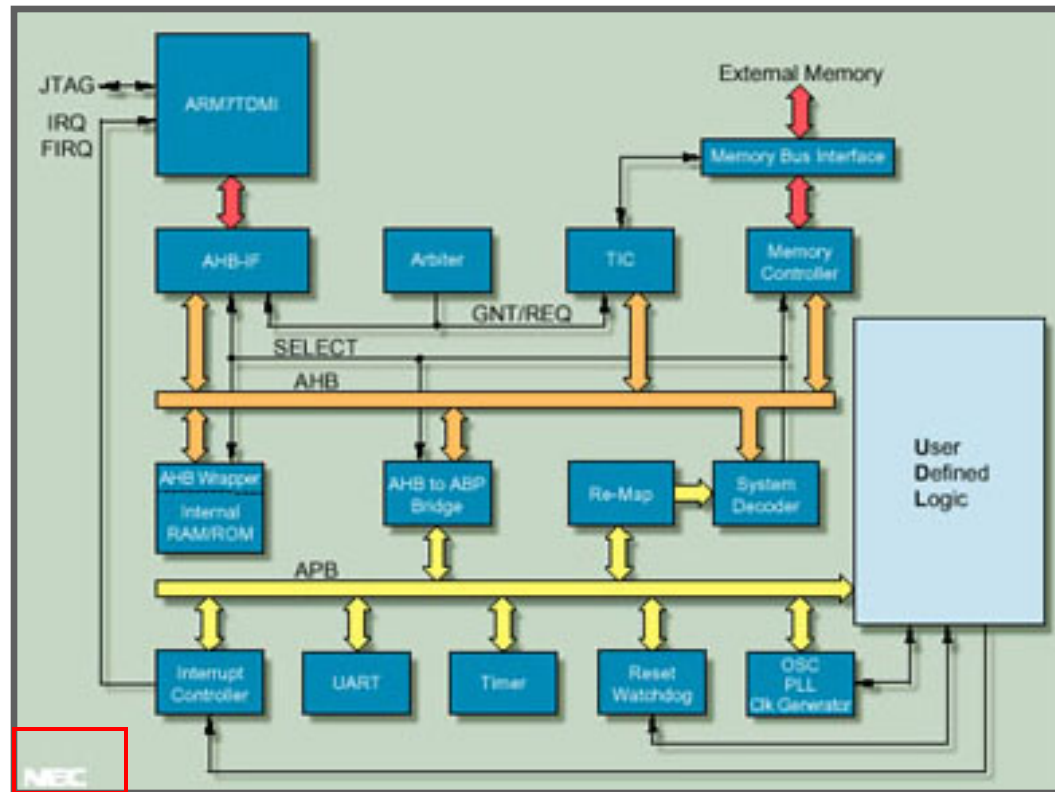 JTAG
IRQ
FIRQ
ARM7TDMI
External Memory
Memory Bus Interface
AHB-IF
Arbiter
TIC
Memory
Controller
GNT/REQ
SELECT
AHB
AHB Wrapper
Internal
RAM/ROM
AHB to ABP
Bridge
Re-Map
System
Decoder
User
Defined
Logic
APB
Interrupt
Controller
UART
Timer
Reset
Watchdog
OSC
PLL
Clk Generator
NEC